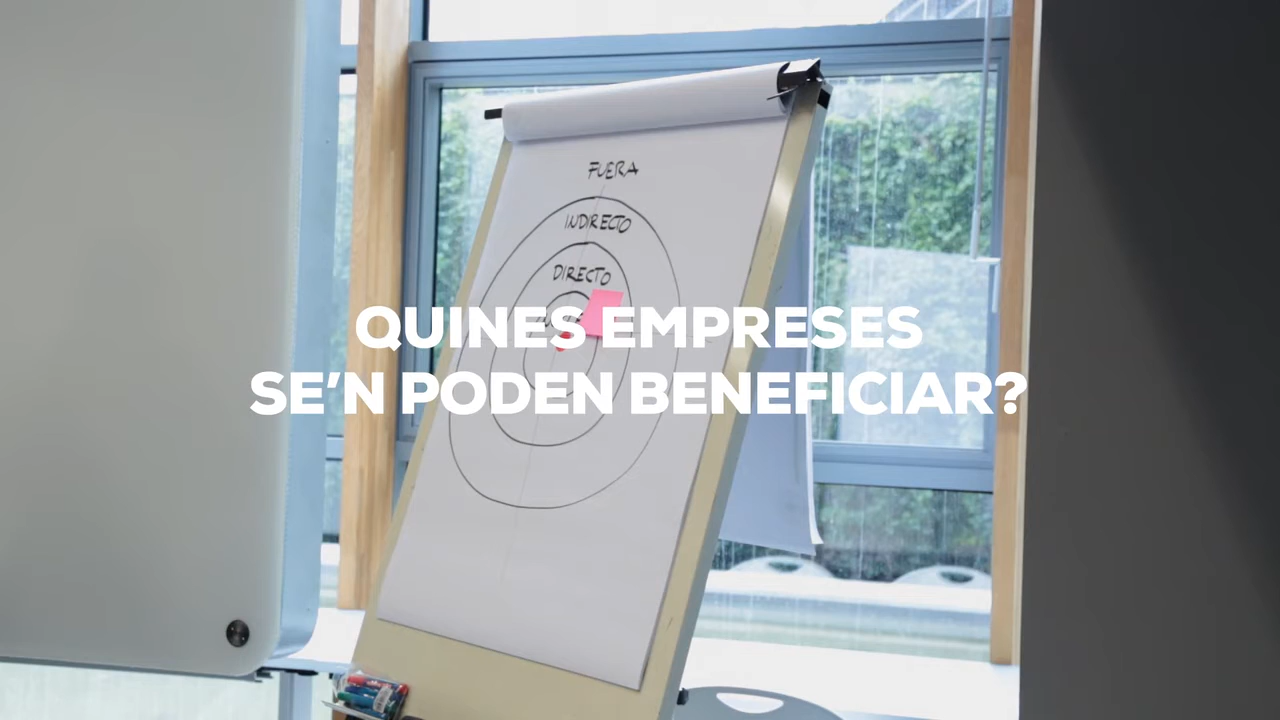 FUERA
INDIRECTO
DIRECTO
QUINES EMPRESES
SE’N PODEN BENEFICIAR?